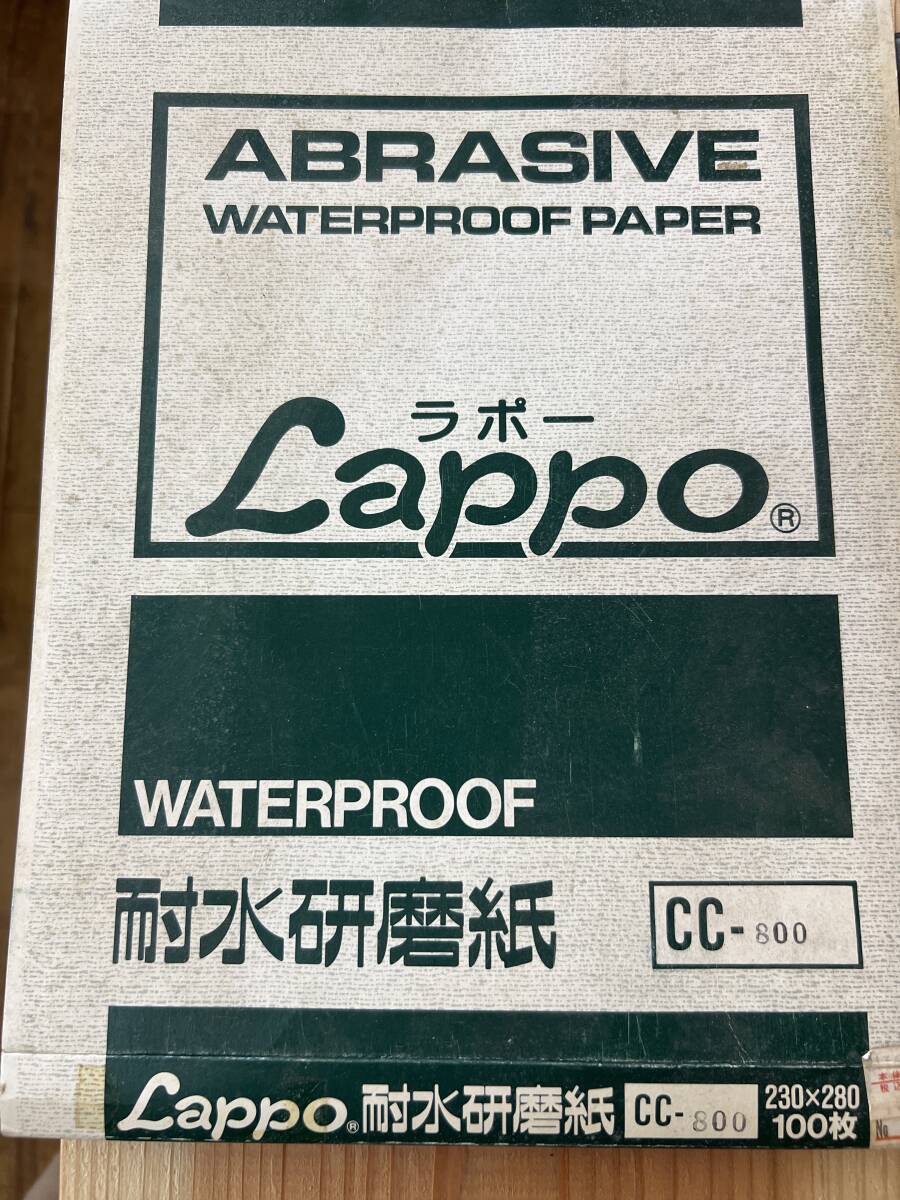 ABRASIVE
WATERPROOF PAPER
ラポー
Lappo®
WATERPROOF
耐水研磨紙
CC-800
Lappo®耐水研磨紙 CC-800 230×280
100枚
No